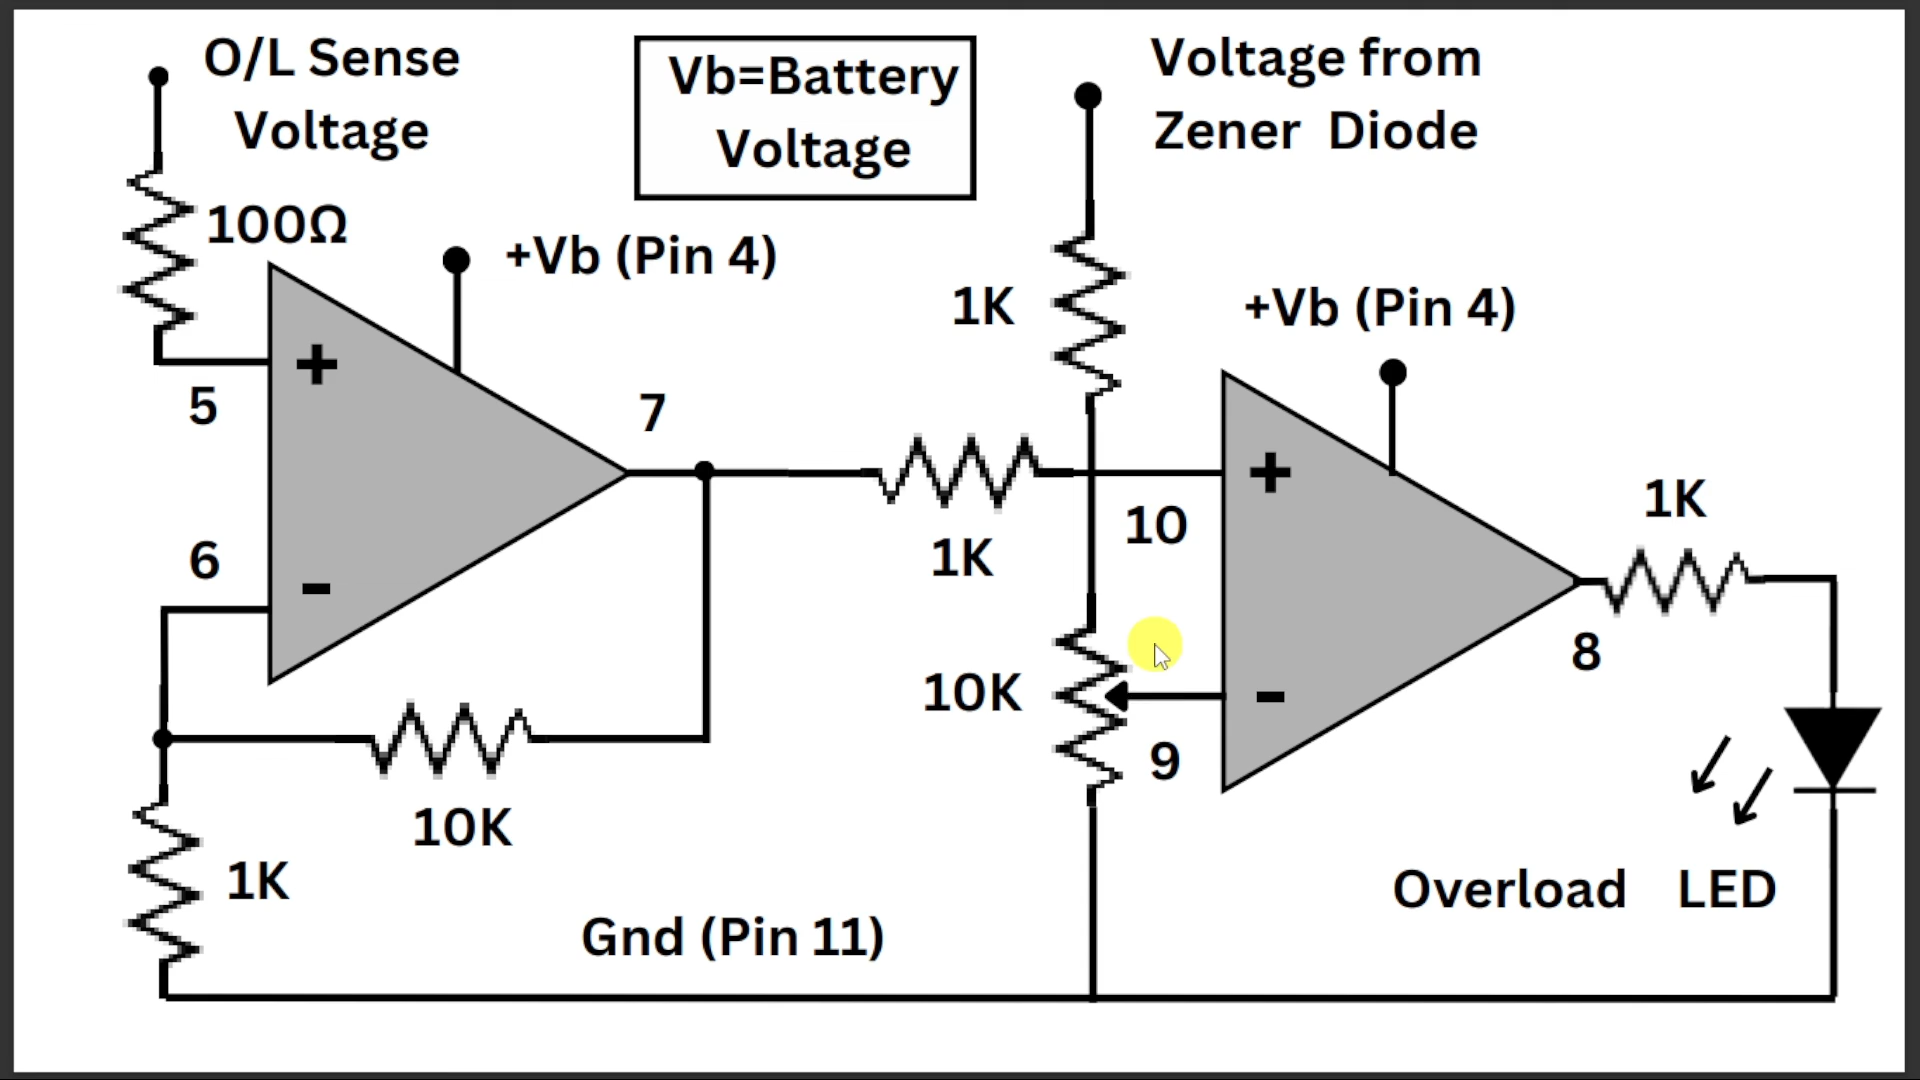 O/L Sense
Voltage
Vb=Battery
Voltage
Voltage from
Zener Diode
100Ω
+Vb (Pin 4)
1K
+Vb (Pin 4)
5
7
1K
10
1K
6
8
10K
9
10K
1K
Overload LED
Gnd (Pin 11)
+
-
+
-